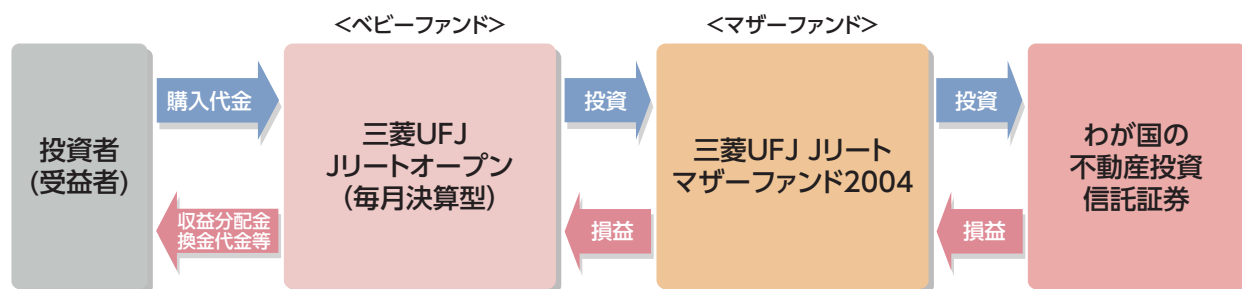 <ベビーファンド>
<マザーファンド>
投資者
(受益者)
購入代金
収益分配金
換金代金等
三菱UFJ
Jリートオープン
(毎月決算型)
投資
損益
三菱UFJ Jリート
マザーファンド2004
投資
損益
わが国の
不動産投資
信託証券